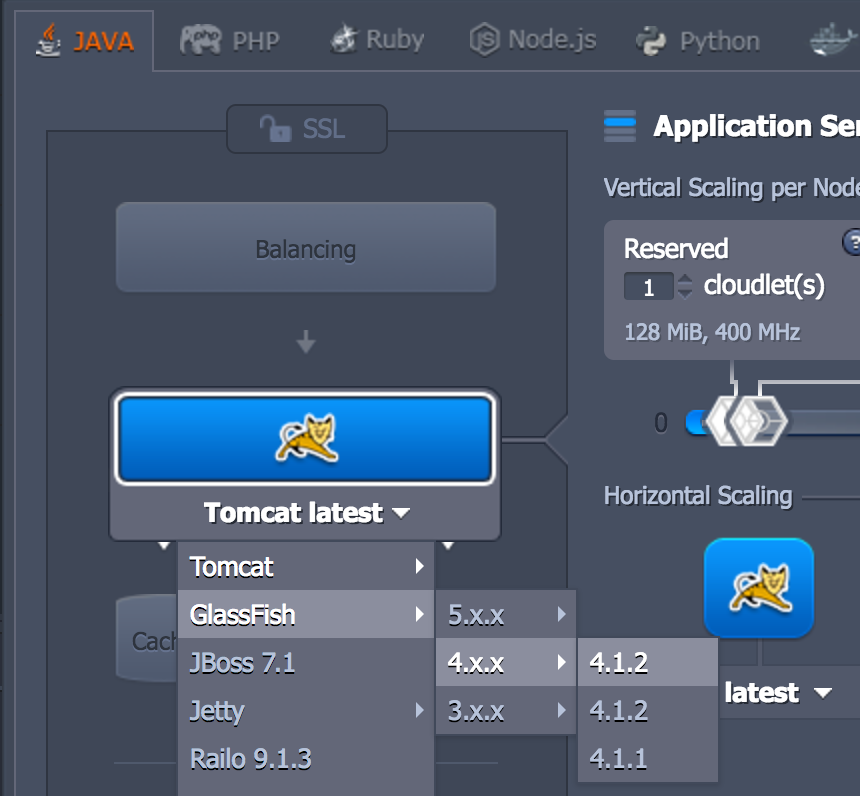 JAVA
PHP
Ruby
Node.js
Python
SSL
Balancing
Tomcat latest
Tomcat
GlassFish
JBoss 7.1
Jetty
Railo 9.1.3
5.x.x
4.x.x
3.x.x
4.1.2
4.1.2
4.1.1
Cach
Application Ser
Vertical Scaling per Node
Reserved
?
1 cloudlet(s)
128 MiB, 400 MHz
0
Horizontal Scaling
latest